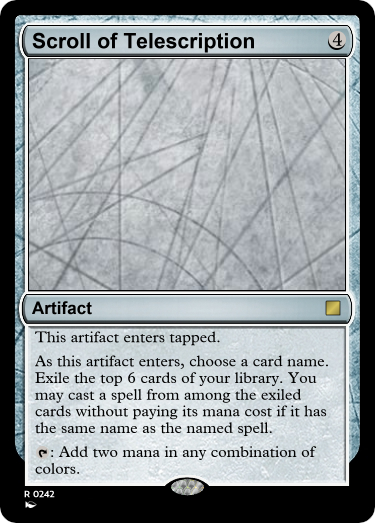 Scroll of Telescription 4
Artifact
This artifact enters tapped.
As this artifact enters, choose a card name.
Exile the top 6 cards of your library. You
may cast a spell from among the exiled
cards without paying its mana cost if it has
the same name as the named spell.
: Add two mana in any combination of
colors.
R 0242